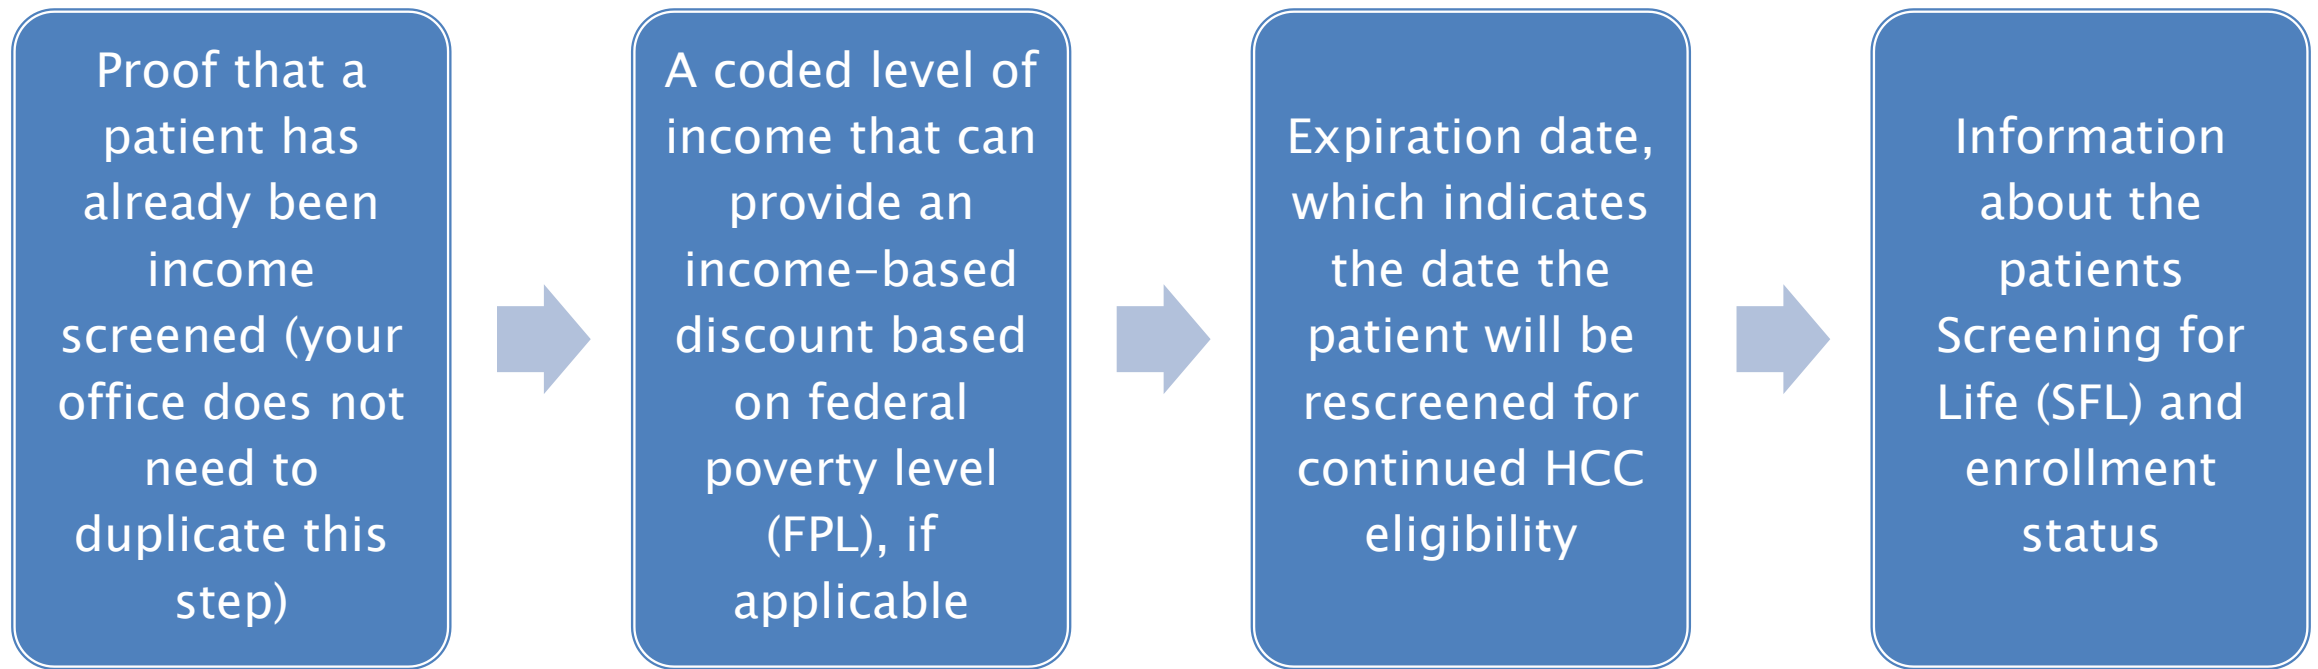 Proof that a
patient has
already been
income
screened (your
office does not
need to
duplicate this
step)
A coded level of
income that can
provide an
income-based
discount based
on federal
poverty level
(FPL), if
applicable
Expiration date,
which indicates
the date the
patient will be
rescreened for
continued HCC
eligibility
Information
about the
patients
Screening for
Life (SFL) and
enrollment
status